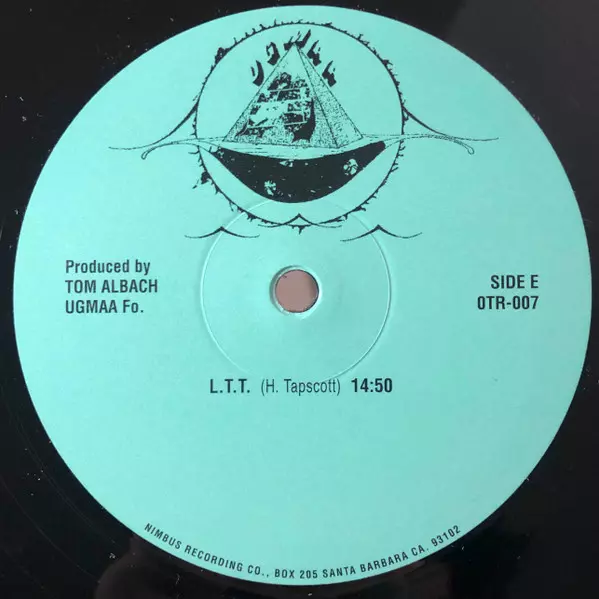 UGMAA
Produced by
TOM ALBACH
UGMAA Fo.
SIDE E
OTR-007
L.T.T. (H. Tapscott) 14:50
NIMBUS RECORDING CO., BOX 205 SANTA BARBARA CA. 93102